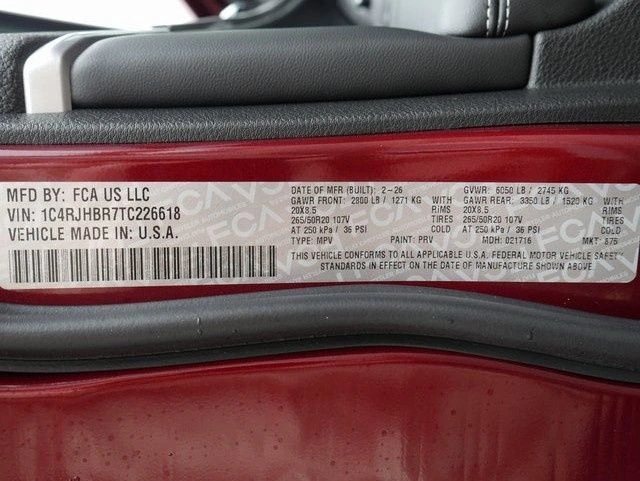 MFD BY: FCA US LLC
VIN: 1C4RJHBR7TC226618
VEHICLE MADE IN: U.S.A.
DATE OF MFR (BUILT): 2-26 GVWR: 6050 LB / 2745 KG
GAWR FRONT: 2800 LB / 1271 KG WITH GAWR REAR: 3350 LB / 1520 KG WITH
20X8.5 RIMS 20X8.5 RIMS
265/50R20 107V TIRES 265/50R20 107V TIRES
AT 250 kPa / 36 PSI COLD AT 250 kPa / 36 PSI COLD
TYPE: MPV PAINT: PRV MDH: 021716 MKT: 875
THIS VEHICLE CONFORMS TO ALL APPLICABLE U.S.A. FEDERAL MOTOR VEHICLE SAFETY
STANDARDS IN EFFECT ON THE DATE OF MANUFACTURE SHOWN ABOVE.